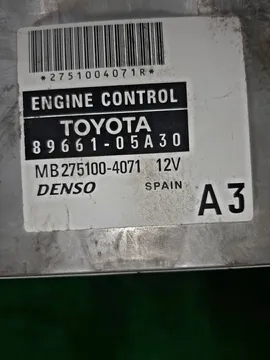 *2751004071R*
ENGINE CONTROL
TOYOTA
89661-05A30
MB275100-4071 12V
DENSO SPAIN A3